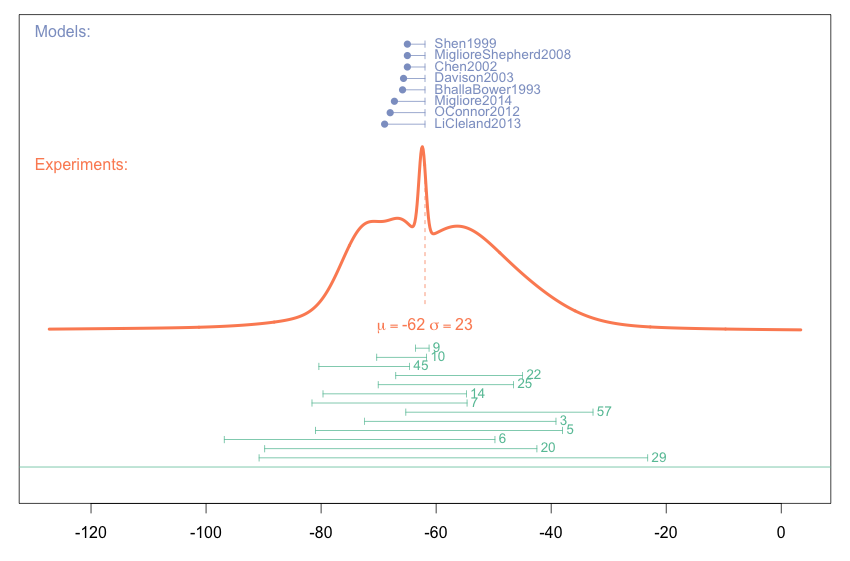 Models:
Shen1999
MiglioreShepherd2008
Chen2002
Davison2003
BhallaBower1993
Migliore2014
OConnor2012
LiCleland2013
Experiments:
μ = -62 σ = 23
9
10
45
22
25
14
7
57
3
5
6
20
29
-120 -100 -80 -60 -40 -20 0